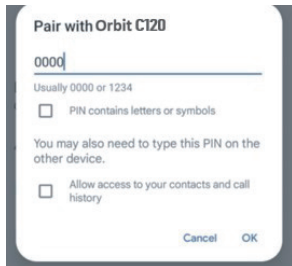 Pair with Orbit C120
0000
Usually 0000 or 1234
PIN contains letters or symbols
You may also need to type this PIN on the
other device.
Allow access to your contacts and call
history
Cancel OK